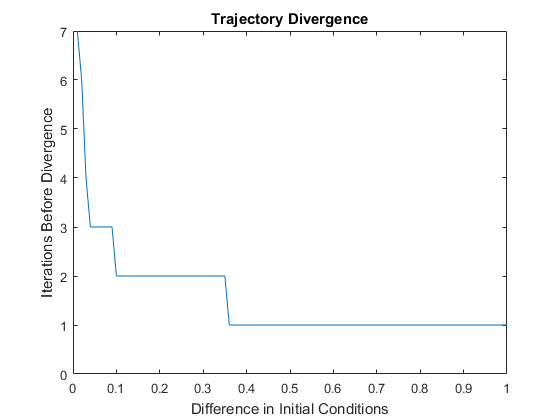 Trajectory Divergence
7
6
5
4
3
2
1
0
Iterations Before Divergence
0 0.1 0.2 0.3 0.4 0.5 0.6 0.7 0.8 0.9 1
Difference in Initial Conditions